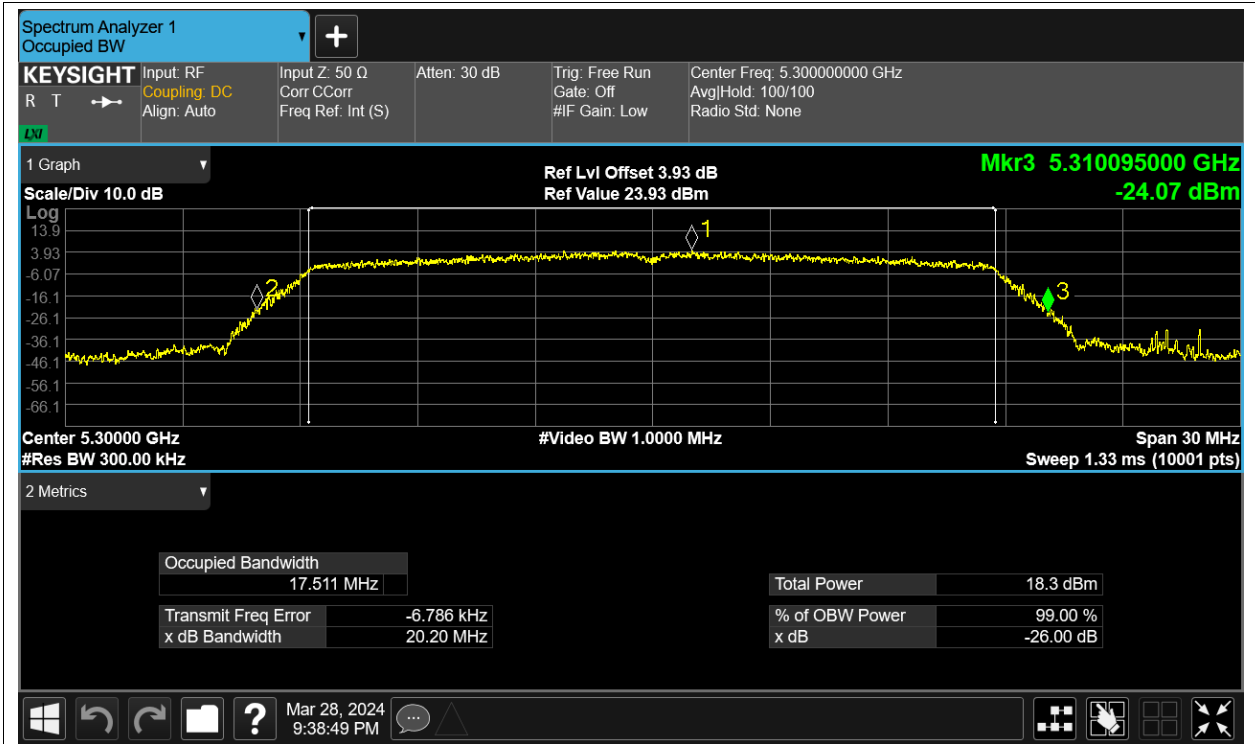 Spectrum Analyzer 1
Occupied BW
KEYSIGHT
R T
LXI
Input: RF
Coupling: DC
Align: Auto
Input Z: 50 Ω
Corr CCorr
Freq Ref: Int (S)
Atten: 30 dB
Trig: Free Run
Gate: Off
#IF Gain: Low
Center Freq: 5.300000000 GHz
Avg|Hold: 100/100
Radio Std: None
1 Graph
Scale/Div 10.0 dB
Ref Lvl Offset 3.93 dB
Ref Value 23.93 dBm
Mkr3 5.310095000 GHz
-24.07 dBm
Log
13.9
3.93
-6.07
-16.1
-26.1
-36.1
-46.1
-56.1
-66.1
1
2
3
Center 5.30000 GHz
#Res BW 300.00 kHz
#Video BW 1.0000 MHz
Span 30 MHz
Sweep 1.33 ms (10001 pts)
2 Metrics
Occupied Bandwidth
17.511 MHz
Transmit Freq Error -6.786 kHz
x dB Bandwidth 20.20 MHz
Total Power 18.3 dBm
% of OBW Power 99.00 %
x dB -26.00 dB
?
Mar 28, 2024
9:38:49 PM